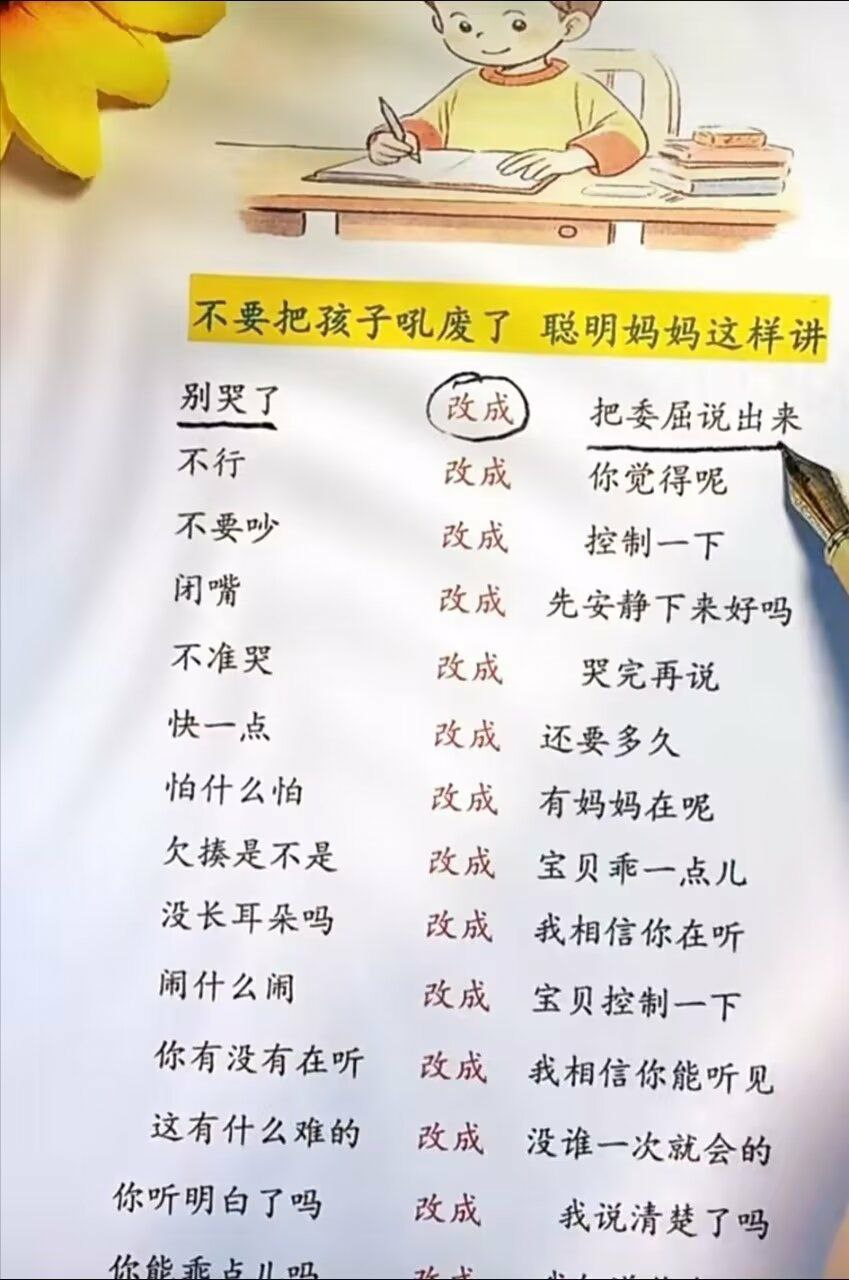 不要把孩子吼废了 聪明妈妈这样讲
别哭了 改成 把委屈说出来
不行 改成 你觉得呢
不要吵 改成 控制一下
闭嘴 改成 先安静下来好吗
不准哭 改成 哭完再说
快一点 改成 还要多久
怕什么怕 改成 有妈妈在呢
欠揍是不是 改成 宝贝乖一点儿
没长耳朵吗 改成 我相信你在听
闹什么闹 改成 宝贝控制一下
你有没有在听 改成 我相信你能听见
这有什么难的 改成 没谁一次就会的
你听明白了吗 改成 我说清楚了吗
你能乖点儿吗 改成